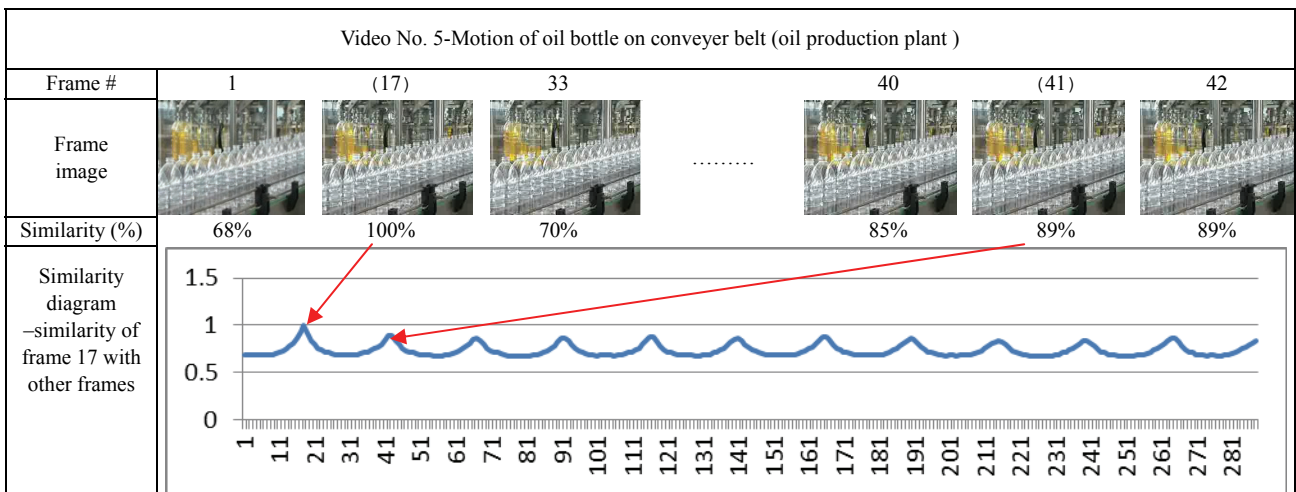 Video No. 5-Motion of oil bottle on conveyer belt (oil production plant )
Frame # 1 (17) 33 40 (41) 42
Frame
image
.........
Similarity (%) 68% 100% 70% 85% 89% 89%
Similarity
diagram
–similarity of
frame 17 with
other frames
1.5
1
0.5
0
1 11 21 31 41 51 61 71 81 91 101 111 121 131 141 151 161 171 181 191 201 211 221 231 241 251 261 271 281